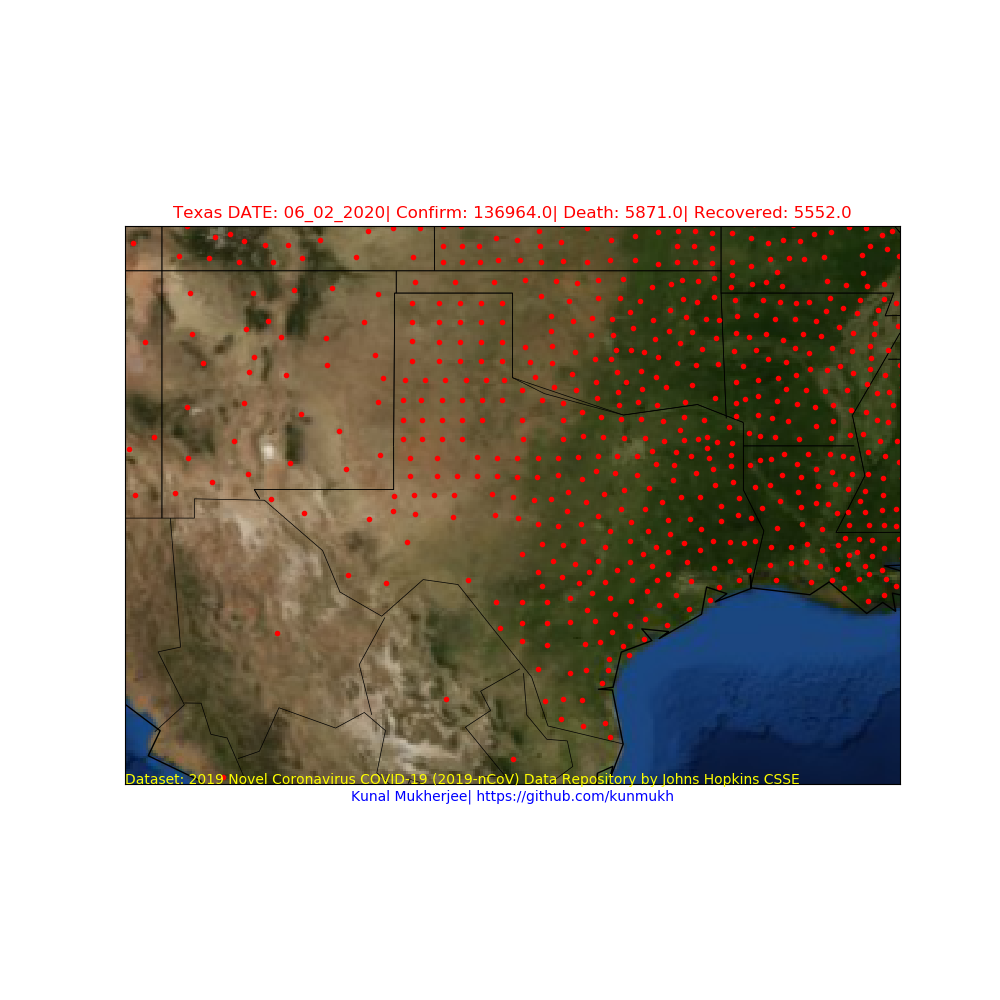 Texas DATE: 06_02_2020| Confirm: 136964.0| Death: 5871.0| Recovered: 5552.0
Dataset: 2019 Novel Coronavirus COVID-19 (2019-nCoV) Data Repository by Johns Hopkins CSSE
Kunal Mukherjee| https://github.com/kunmukh